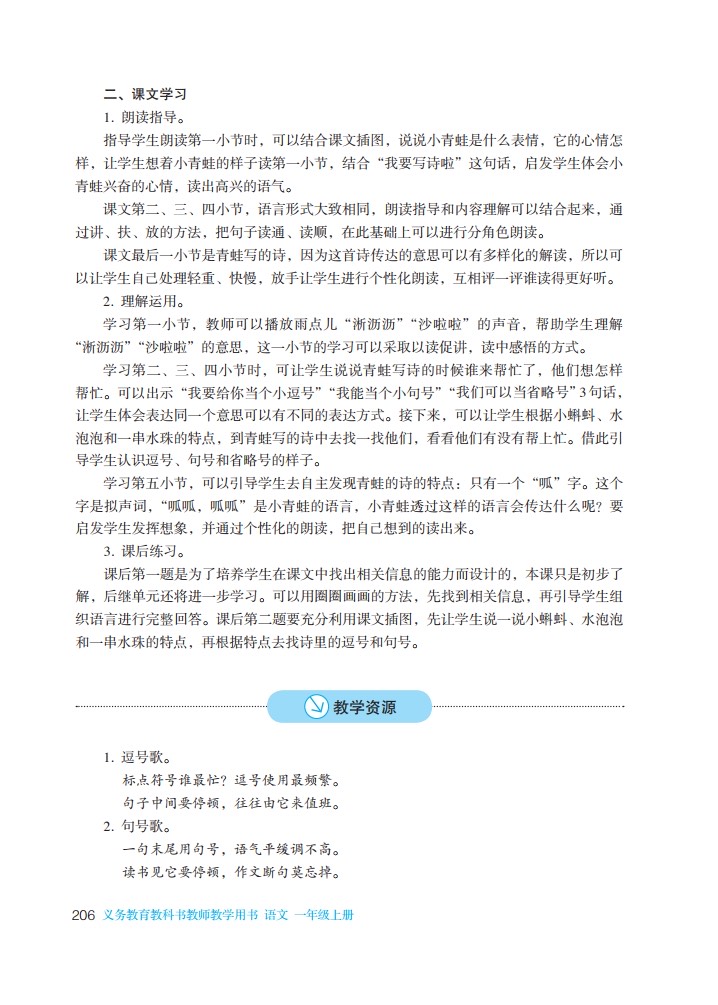 二、课文学习
1. 朗读指导。
指导学生朗读第一小节时，可以结合课文插图，说说小青蛙是什么表情，它的心情怎
样，让学生想着小青蛙的样子读第一小节，结合“我要写诗啦”这句话，启发学生体会小
青蛙兴奋的心情，读出高兴的语气。
课文第二、三、四小节，语言形式大致相同，朗读指导和内容理解可以结合起来，通
过讲、扶、放的方法，把句子读通、读顺，在此基础上可以进行分角色朗读。
课文最后一小节是青蛙写的诗，因为这首诗传达的意思可以有多样化的解读，所以可
以让学生自己处理轻重、快慢，放手让学生进行个性化朗读，互相评一评谁读得更好听。
2. 理解运用。
学习第一小节，教师可以播放雨点儿“淅沥沥”“沙啦啦”的声音，帮助学生理解
“淅沥沥”“沙啦啦”的意思，这一小节的学习可以采取以读促讲，读中感悟的方式。
学习第二、三、四小节时，可让学生说说青蛙写诗的时候谁来帮忙了，他们想怎样
帮忙。可以出示“我要给你当个小逗号”“我能当个小句号”“我们可以当省略号”3句话，
让学生体会表达同一个意思可以有不同的表达方式。接下来，可以让学生根据小蝌蚪、水
泡泡和一串水珠的特点，到青蛙写的诗中去找一找他们，看看他们有没有帮上忙。借此引
导学生认识逗号、句号和省略号的样子。
学习第五小节，可以引导学生去自主发现青蛙的诗的特点：只有一个“呱”字。这个
字是拟声词，“呱呱，呱呱”是小青蛙的语言，小青蛙透过这样的语言会传达什么呢？要
启发学生发挥想象，并通过个性化的朗读，把自己想到的读出来。
3. 课后练习。
课后第一题是为了培养学生在课文中找出相关信息的能力而设计的，本课只是初步了
解，后继单元还将进一步学习。可以用圈圈画画的方法，先找到相关信息，再引导学生组
织语言进行完整回答。课后第二题要充分利用课文插图，先让学生说一说小蝌蚪、水泡泡
和一串水珠的特点，再根据特点去找诗里的逗号和句号。
教学资源
1. 逗号歌。
标点符号谁最忙？逗号使用最频繁。
句子中间要停顿，往往由它来值班。
2. 句号歌。
一句末尾用句号，语气平缓调不高。
读书见它要停顿，作文断句莫忘掉。
206 义务教育教科书教师教学用书 语文 一年级上册